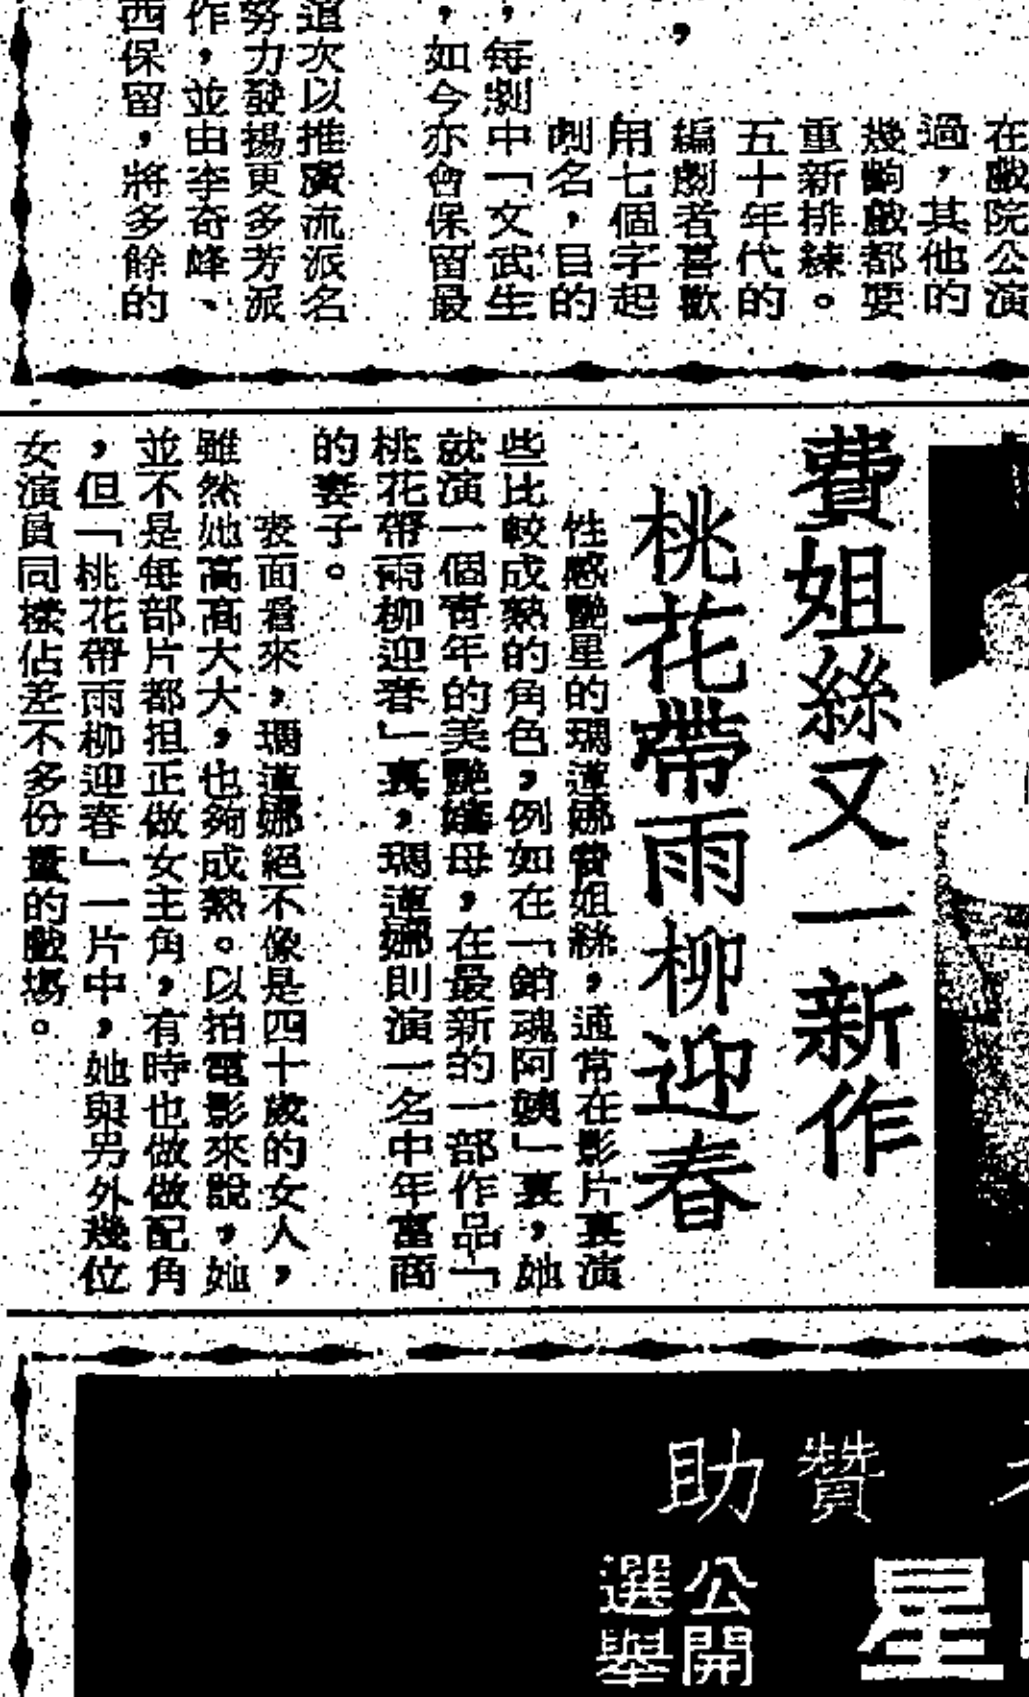 在戲院公演
過，其他的
幾齣戲都要
重新排練。
五十年代的
編劇者喜歡
用七個字起
劇名，目的
，每劇中「文武生
，如今亦會保留最
這次以推廣流派名
努力發揚更多芳派
作，並由李奇峰、
西保留，將多餘的
費姐絲又一新作
桃花帶雨柳迎春
性感艷星的瑪蓮娜費姐絲，通常在影片裏演
些比較成熟的角色，例如在「銷魂阿姨」裏，她
就演一個青年的美艷嬸母，在最新的一部作品「
桃花帶雨柳迎春」裏，瑪蓮娜則演一名中年富商
的妻子。
表面看來，瑪蓮娜絕不像是四十歲的女人，
雖然她高高大大，也夠成熟。以拍電影來說，她
並不是每部片都担正做女主角，有時也做做配角
，但「桃花帶雨柳迎春」一片中，她與另外幾位
女演員同樣佔差不多份量的戲場。
助贊
公開
選舉
星